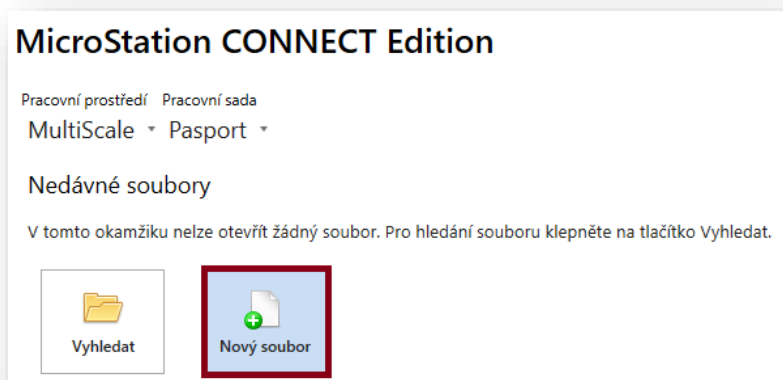 MicroStation CONNECT Edition
Pracovní prostředí Pracovní sada
MultiScale Pasport
Nedávné soubory
V tomto okamžiku nelze otevřít žádný soubor. Pro hledání souboru klepněte na tlačítko Vyhledat.
Vyhledat Nový soubor